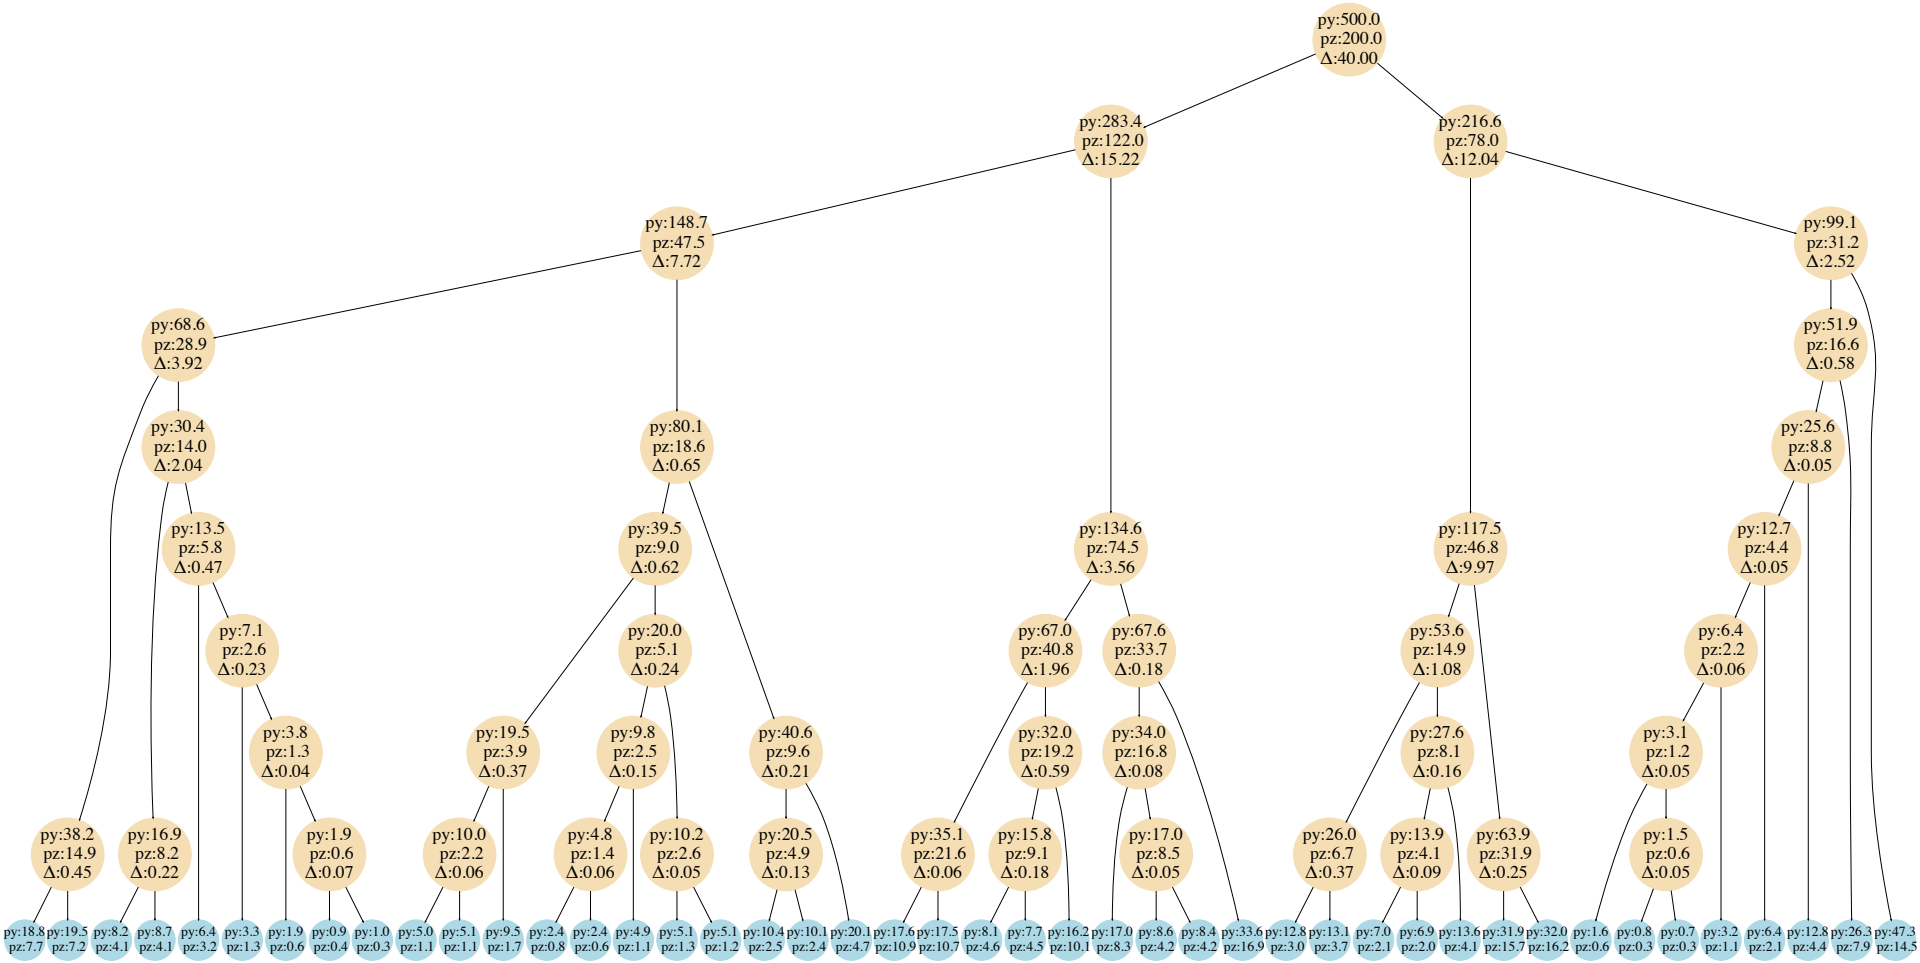 py:500.0
pz:200.0
Δ:40.00
py:283.4
pz:122.0
Δ:15.22
py:216.6
pz:78.0
Δ:12.04
py:148.7
pz:47.5
Δ:7.72
py:99.1
pz:31.2
Δ:2.52
py:68.6
pz:28.9
Δ:3.92
py:51.9
pz:16.6
Δ:0.58
py:30.4
pz:14.0
Δ:2.04
py:80.1
pz:18.6
Δ:0.65
py:25.6
pz:8.8
Δ:0.05
py:13.5
pz:5.8
Δ:0.47
py:39.5
pz:9.0
Δ:0.62
py:134.6
pz:74.5
Δ:3.56
py:117.5
pz:46.8
Δ:9.97
py:12.7
pz:4.4
Δ:0.05
py:7.1
pz:2.6
Δ:0.23
py:20.0
pz:5.1
Δ:0.24
py:67.0
pz:40.8
Δ:1.96
py:67.6
pz:33.7
Δ:0.18
py:53.6
pz:14.9
Δ:1.08
py:6.4
pz:2.2
Δ:0.06
py:3.8
pz:1.3
Δ:0.04
py:19.5
pz:3.9
Δ:0.37
py:9.8
pz:2.5
Δ:0.15
py:40.6
pz:9.6
Δ:0.21
py:32.0
pz:19.2
Δ:0.59
py:34.0
pz:16.8
Δ:0.08
py:27.6
pz:8.1
Δ:0.16
py:3.1
pz:1.2
Δ:0.05
py:38.2
pz:14.9
Δ:0.45
py:16.9
pz:8.2
Δ:0.22
py:1.9
pz:0.6
Δ:0.07
py:10.0
pz:2.2
Δ:0.06
py:4.8
pz:1.4
Δ:0.06
py:10.2
pz:2.6
Δ:0.05
py:20.5
pz:4.9
Δ:0.13
py:35.1
pz:21.6
Δ:0.06
py:15.8
pz:9.1
Δ:0.18
py:17.0
pz:8.5
Δ:0.05
py:26.0
pz:6.7
Δ:0.37
py:13.9
pz:4.1
Δ:0.09
py:63.9
pz:31.9
Δ:0.25
py:1.5
pz:0.6
Δ:0.05
py:18.8
pz:7.7
py:19.5
pz:7.2
py:8.2
pz:4.1
py:8.7
pz:4.1
py:6.4
pz:3.2
py:3.3
pz:1.3
py:1.9
pz:0.6
py:0.9
pz:0.4
py:1.0
pz:0.3
py:5.0
pz:1.1
py:5.1
pz:1.1
py:9.5
pz:1.7
py:2.4
pz:0.8
py:2.4
pz:0.6
py:4.9
pz:1.1
py:5.1
pz:1.3
py:5.1
pz:1.2
py:10.4
pz:2.5
py:10.1
pz:2.4
py:20.1
pz:4.7
py:17.6
pz:10.9
py:17.5
pz:10.7
py:8.1
pz:4.6
py:7.7
pz:4.5
py:16.2
pz:10.1
py:17.0
pz:8.3
py:8.6
pz:4.2
py:8.4
pz:4.2
py:33.6
pz:16.9
py:12.8
pz:3.0
py:13.1
pz:3.7
py:7.0
pz:2.1
py:6.9
pz:2.0
py:13.6
pz:4.1
py:31.9
pz:15.7
py:32.0
pz:16.2
py:1.6
pz:0.6
py:0.8
pz:0.3
py:0.7
pz:0.3
py:3.2
pz:1.1
py:6.4
pz:2.1
py:12.8
pz:4.4
py:26.3
pz:7.9
py:47.3
pz:14.5